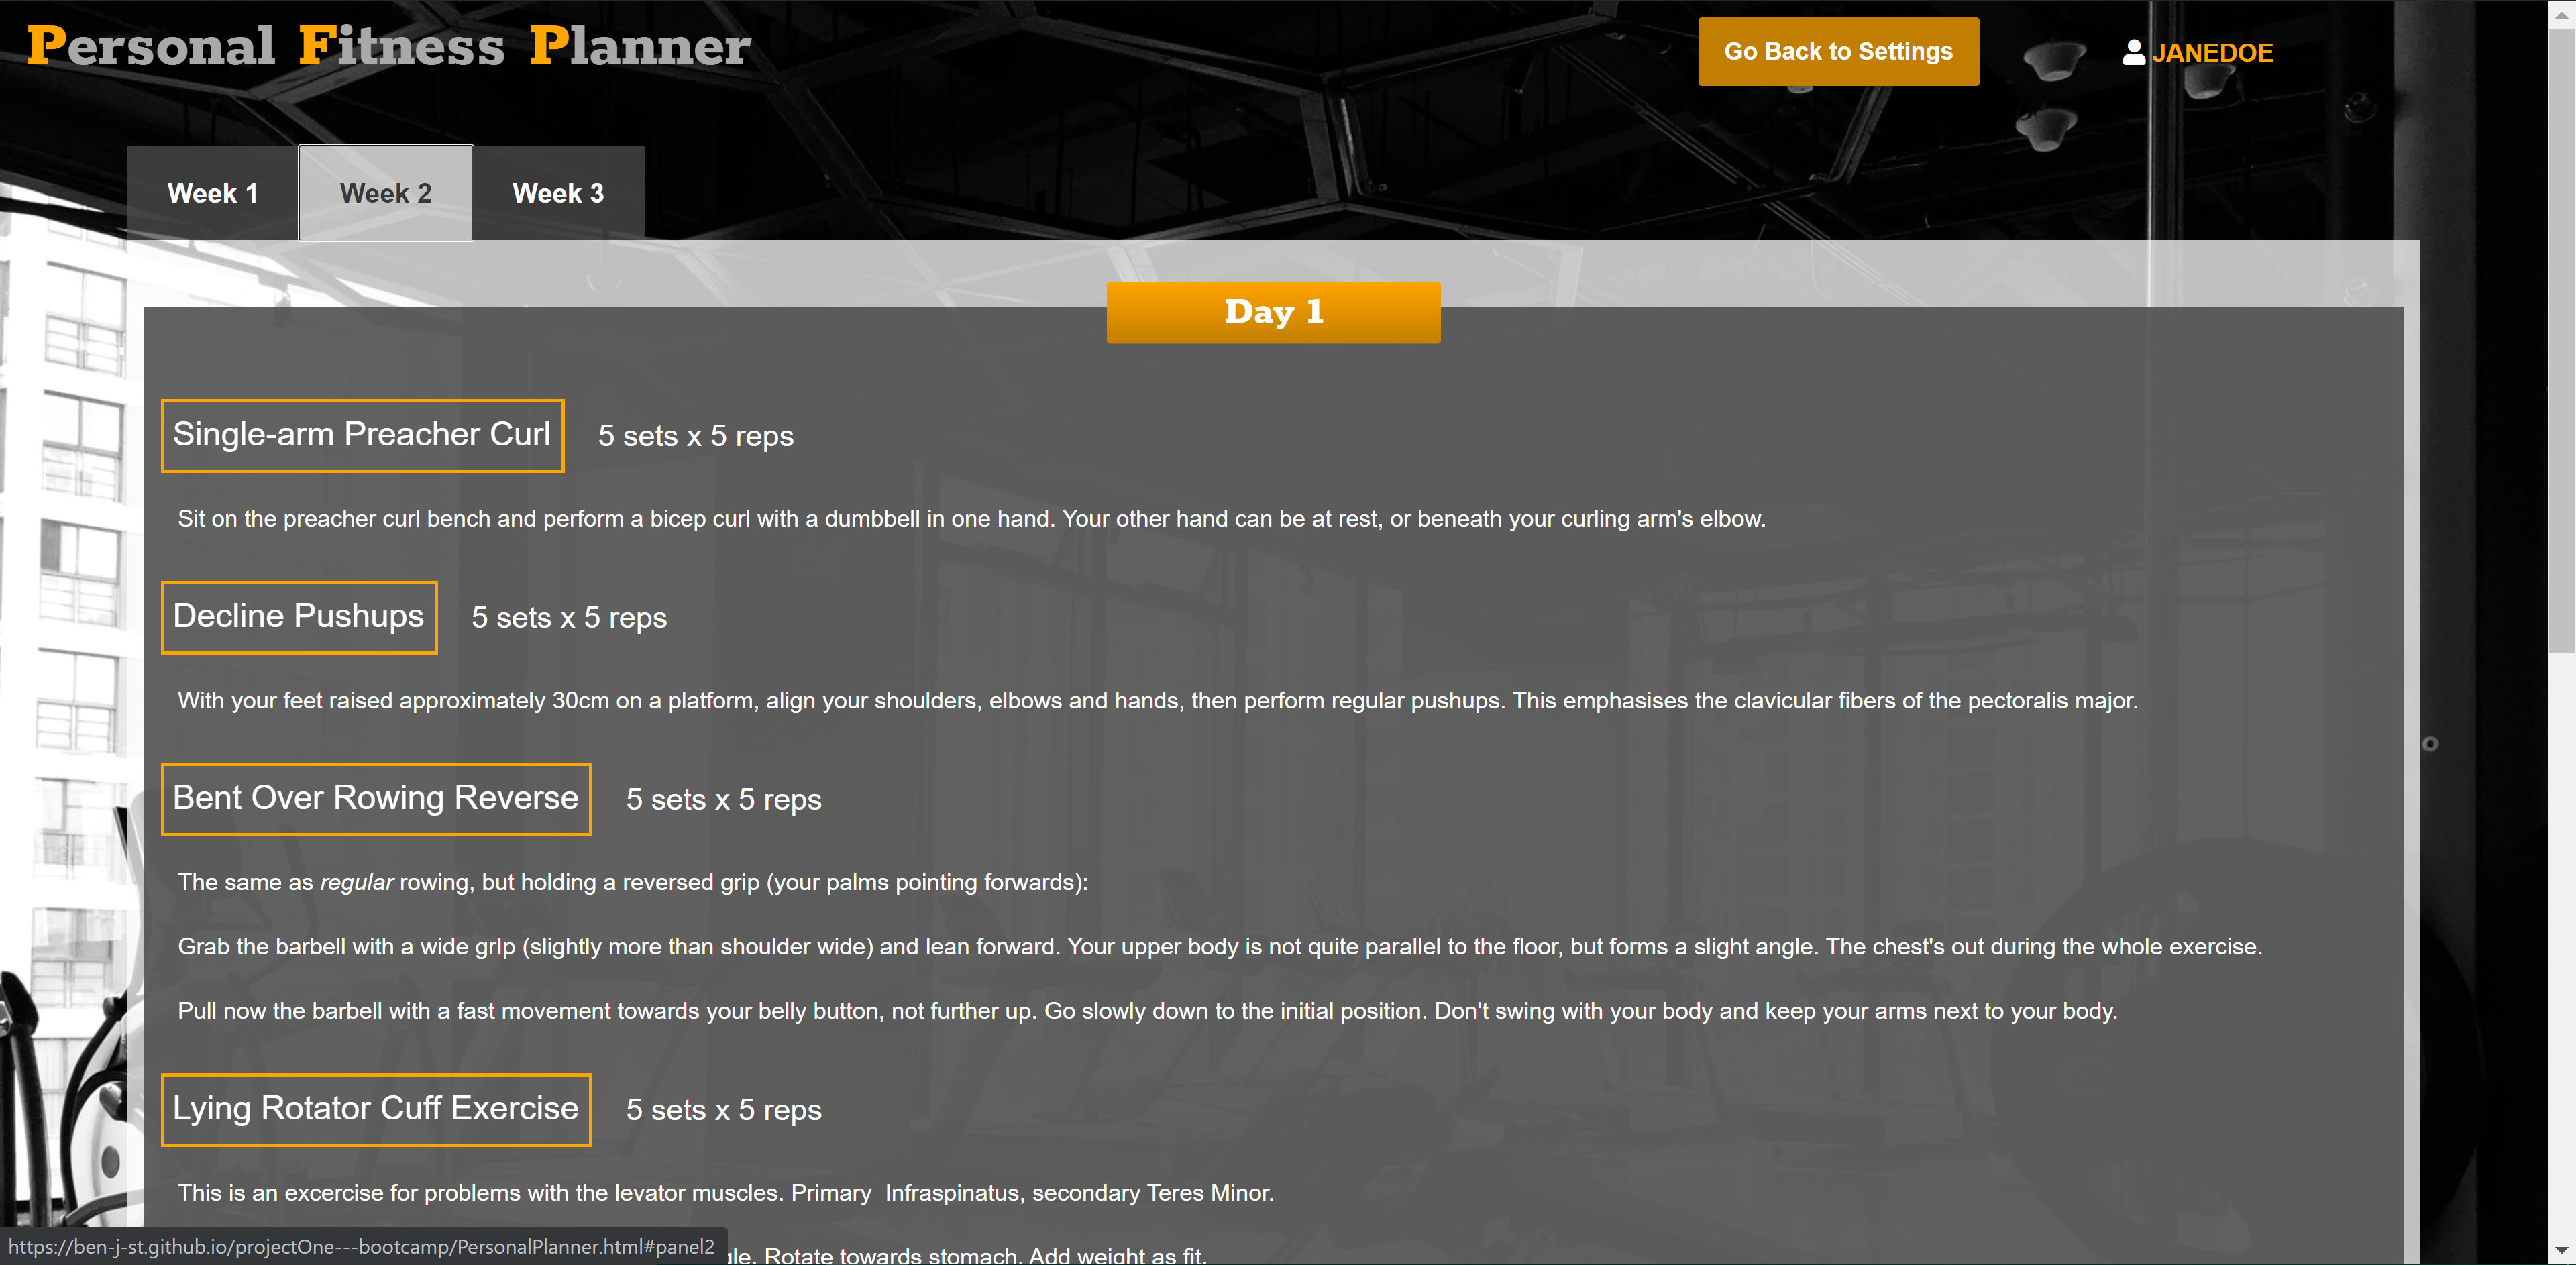 Personal Fitness Planner
Go Back to Settings
JANEDOE
Week 1
Week 2
Week 3
Day 1
Single-arm Preacher Curl
5 sets x 5 reps
Sit on the preacher curl bench and perform a bicep curl with a dumbbell in one hand. Your other hand can be at rest, or beneath your curling arm's elbow.
Decline Pushups
5 sets x 5 reps
With your feet raised approximately 30cm on a platform, align your shoulders, elbows and hands, then perform regular pushups. This emphasises the clavicular fibers of the pectoralis major.
Bent Over Rowing Reverse
5 sets x 5 reps
The same as regular rowing, but holding a reversed grip (your palms pointing forwards):
Grab the barbell with a wide grIp (slightly more than shoulder wide) and lean forward. Your upper body is not quite parallel to the floor, but forms a slight angle. The chest's out during the whole exercise.
Pull now the barbell with a fast movement towards your belly button, not further up. Go slowly down to the initial position. Don't swing with your body and keep your arms next to your body.
Lying Rotator Cuff Exercise
5 sets x 5 reps
This is an excercise for problems with the levator muscles. Primary  Infraspinatus, secondary Teres Minor.
Rotate towards stomach. Add weight as fit.
https://ben-j-st.github.io/projectOne---bootcamp/PersonalPlanner.html#panel2